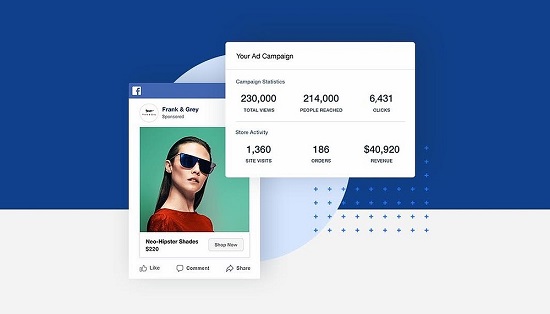 f
Frank & Grey
Sponsored
Neo-Hipster Shades
$220
Shop Now
Like
Comment
Share
Your Ad Campaign
Campaign Statistics
230,000
214,000
6,431
TOTAL VIEWS
PEOPLE REACHED
CLICKS
Store Activity
1,360
186
$40,920
SITE VISITS
ORDERS
REVENUE